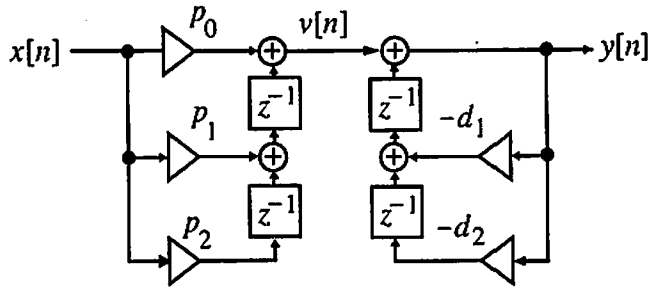 p₀
x[n] v[n] y[n]
z⁻¹ z⁻¹
p₁ -d₁
z⁻¹ z⁻¹
p₂ -d₂